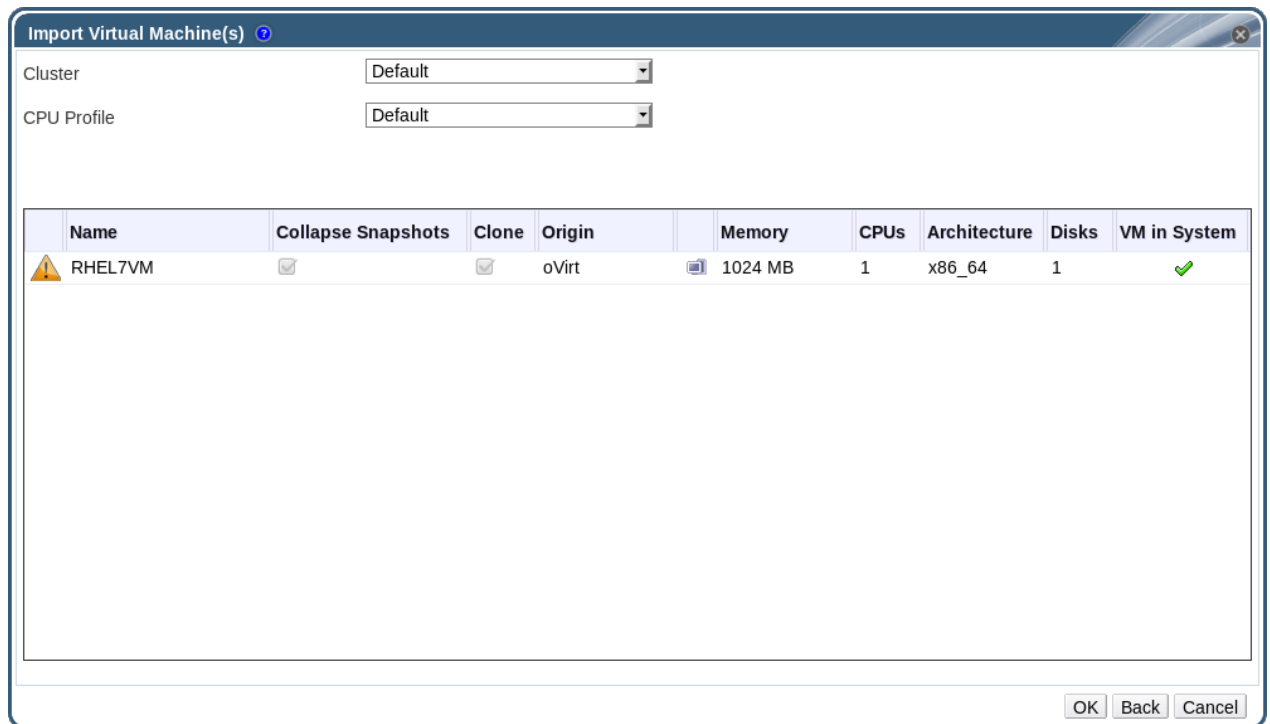 Import Virtual Machine(s) ?
Cluster Default
CPU Profile Default
Name Collapse Snapshots Clone Origin Memory CPUs Architecture Disks VM in System
RHEL7VM oVirt 1024 MB 1 x86_64 1
OK Back Cancel